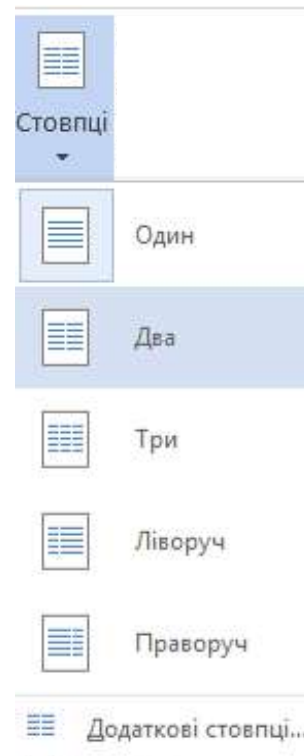 Стовпці
Один
Два
Три
Ліворуч
Праворуч
Додаткові стовпці...